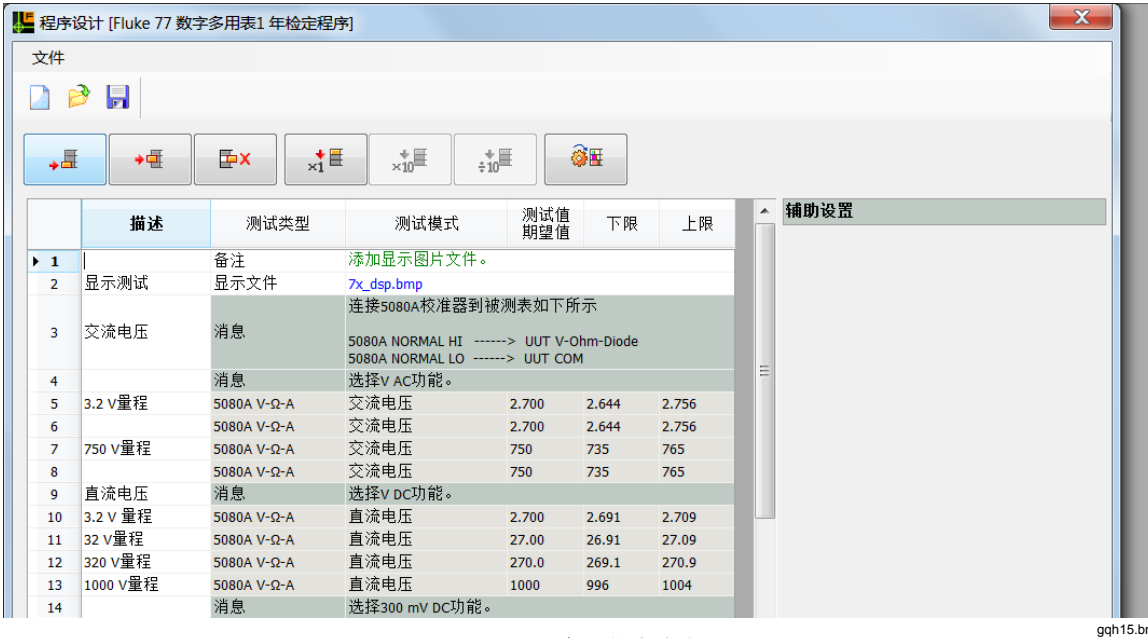 程序设计 [Fluke 77 数字多用表1 年检定程序]
文件
×1 ×10 ÷10
描述 测试类型 测试模式 测试值 期望值 下限 上限
辅助设置
1 备注 添加显示图片文件。
2 显示测试 显示文件 7x_dsp.bmp
3 交流电压 消息 连接5080A校准器到被测表如下所示
5080A NORMAL HI ------> UUT V-Ohm-Diode
5080A NORMAL LO ------> UUT COM
4 消息 选择V AC功能。
5 3.2 V量程 5080A V-Ω-A 交流电压 2.700 2.644 2.756
6 5080A V-Ω-A 交流电压 2.700 2.644 2.756
7 750 V量程 5080A V-Ω-A 交流电压 750 735 765
8 5080A V-Ω-A 交流电压 750 735 765
9 直流电压 消息 选择V DC功能。
10 3.2 V 量程 5080A V-Ω-A 直流电压 2.700 2.691 2.709
11 32 V量程 5080A V-Ω-A 直流电压 27.00 26.91 27.09
12 320 V量程 5080A V-Ω-A 直流电压 270.0 269.1 270.9
13 1000 V量程 5080A V-Ω-A 直流电压 1000 996 1004
14 消息 选择300 mV DC功能。